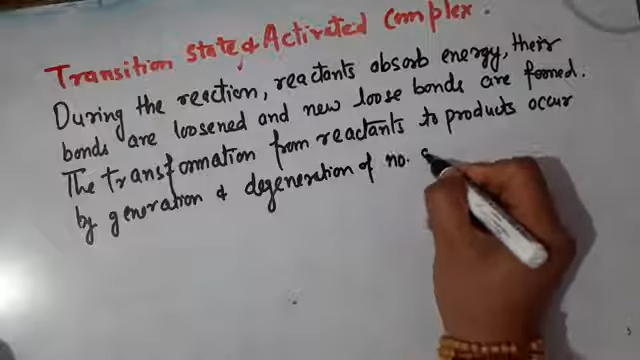 Transition state & Activated Complex.
During the reaction, reactants absorb energy, their
bonds are loosened and new loose bonds are formed.
The transformation from reactants to products occur
by generation & degeneration of no.